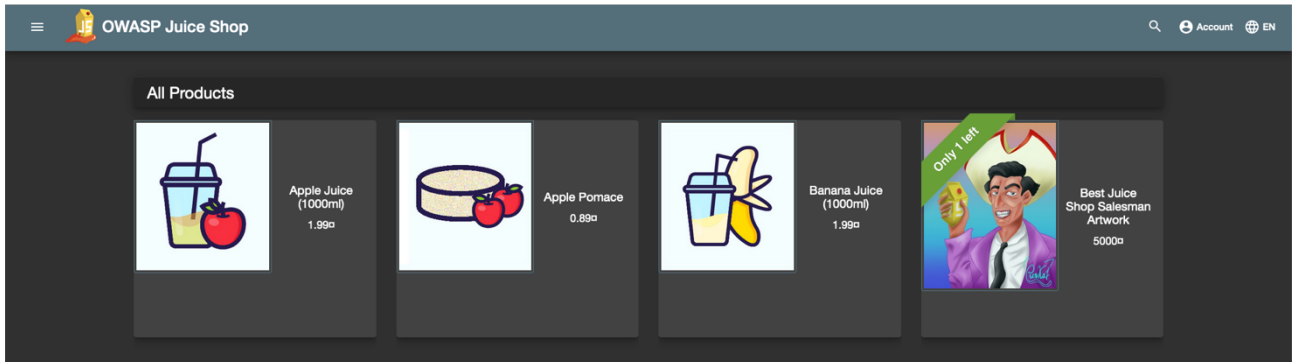 OWASP Juice Shop
Account
EN
All Products
Apple Juice
(1000ml)
1.99¤
Apple Pomace
0.89¤
Banana Juice
(1000ml)
1.99¤
Only 1 left
Best Juice
Shop Salesman
Artwork
5000¤